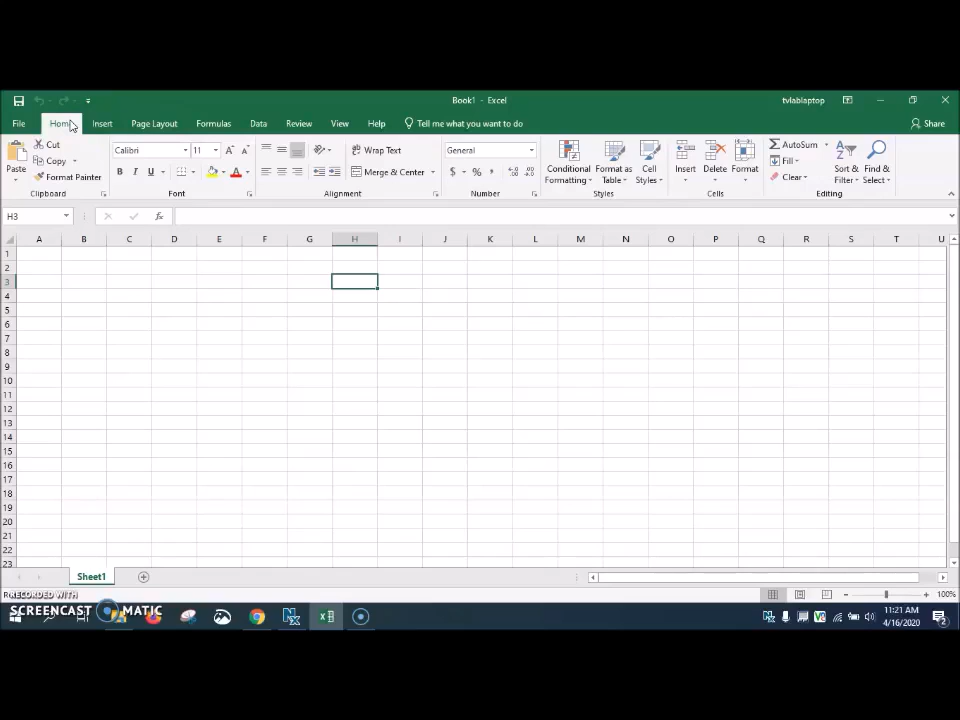 Book1 - Excel
tvlablaptop
File Home Insert Page Layout Formulas Data Review View Help Tell me what you want to do Share
Paste Cut Copy Format Painter
Calibri 11
B I U A
Wrap Text
Merge & Center
General
$ % ,
Conditional Formatting Format as Table Cell Styles
Insert Delete Format
AutoSum Fill Clear
Sort & Filter Find & Select
Clipboard Font Alignment Number Styles Cells Editing
H3 fx
A B C D E F G H I J K L M N O P Q R S T U
1
2
3
4
5
6
7
8
9
10
11
12
13
14
15
16
17
18
19
20
21
22
23
Sheet1
RECORDED WITH
100%
SCREENCAST MATIC
11:21 AM
4/16/2020
2